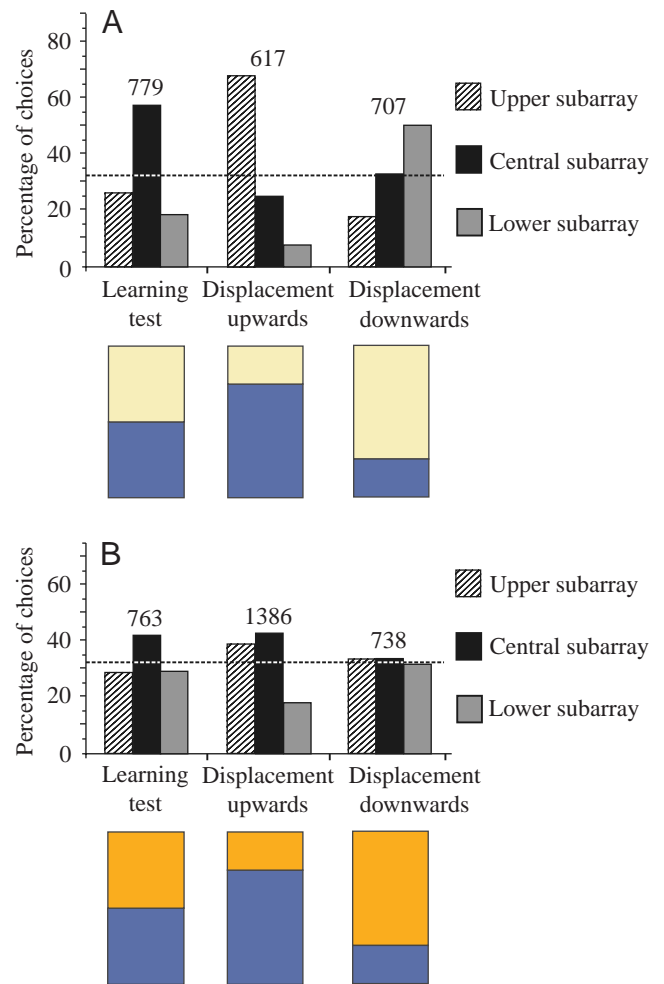 A
Percentage of choices
80
60
40
20
0
779
617
707
Upper subarray
Central subarray
Lower subarray
Learning
test
Displacement
upwards
Displacement
downwards
B
Percentage of choices
60
40
20
0
763
1386
738
Upper subarray
Central subarray
Lower subarray
Learning
test
Displacement
upwards
Displacement
downwards